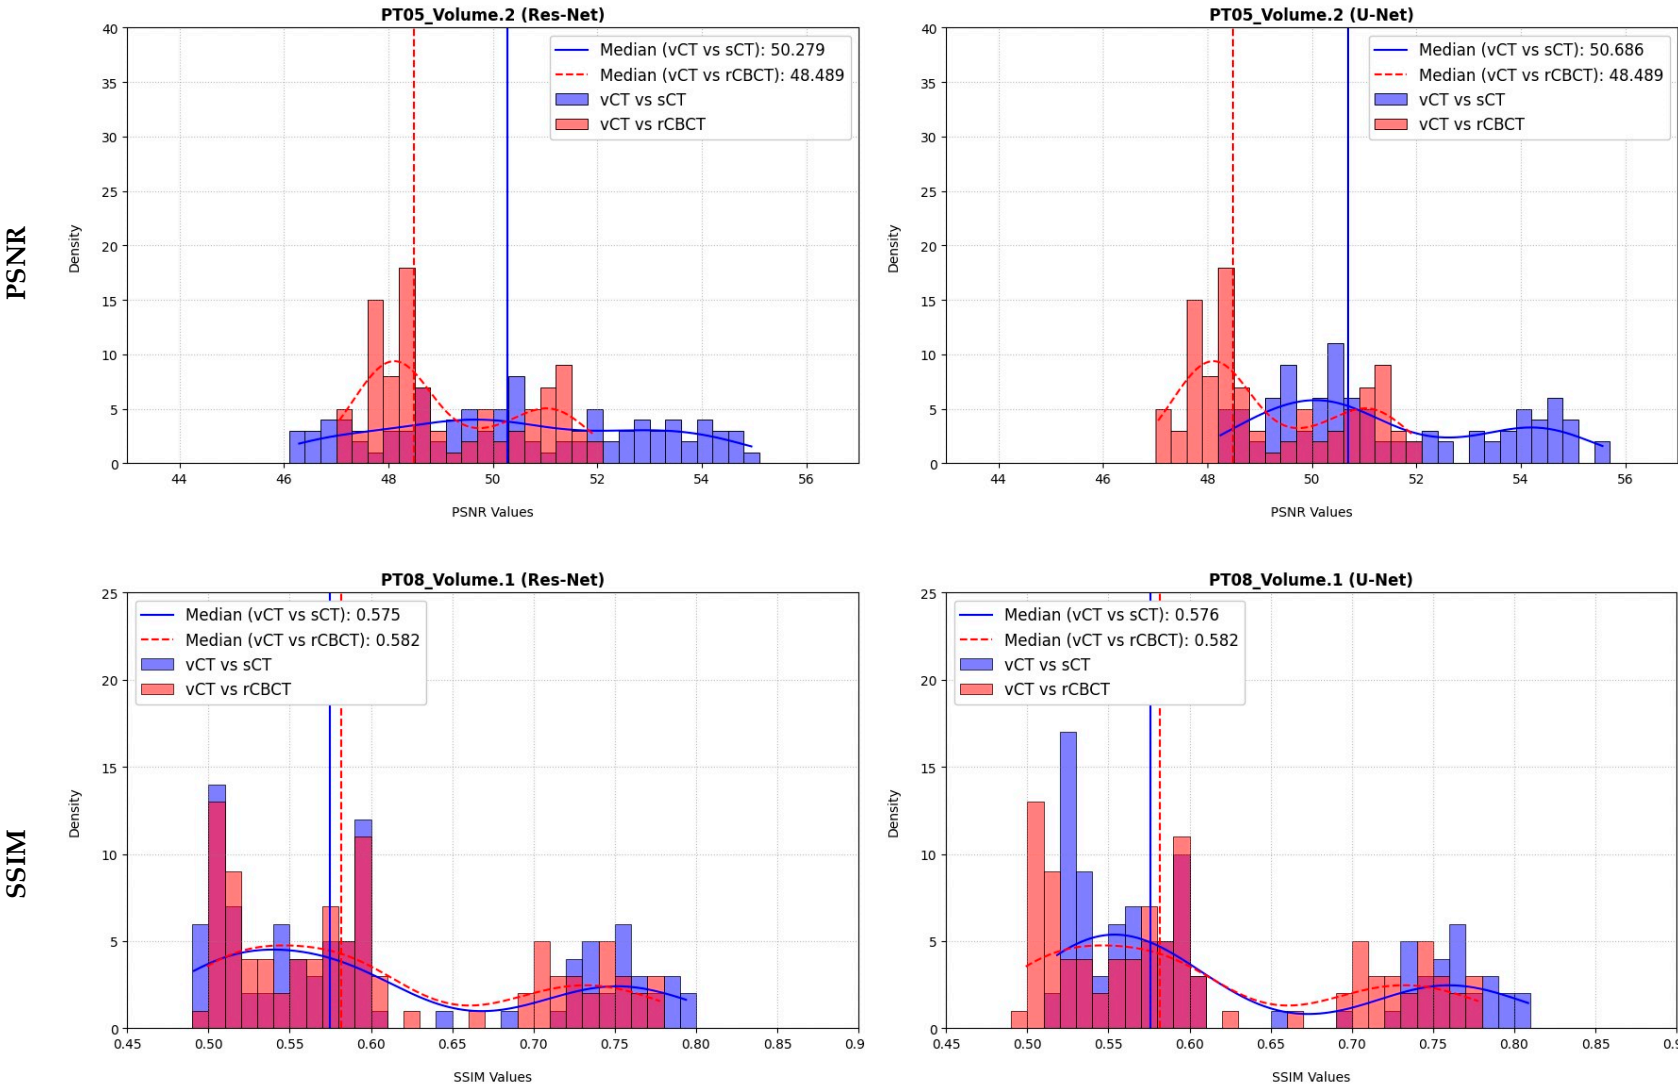 PSNR
PT05_Volume.2 (Res-Net)
40
35
30
25
20
15
10
5
0
Density
Median (vCT vs sCT): 50.279
Median (vCT vs rCBCT): 48.489
vCT vs sCT
vCT vs rCBCT
44 46 48 50 52 54 56
PSNR Values
PT05_Volume.2 (U-Net)
40
35
30
25
20
15
10
5
0
Density
Median (vCT vs sCT): 50.686
Median (vCT vs rCBCT): 48.489
vCT vs sCT
vCT vs rCBCT
44 46 48 50 52 54 56
PSNR Values
SSIM
PT08_Volume.1 (Res-Net)
25
20
15
10
5
0
Density
Median (vCT vs sCT): 0.575
Median (vCT vs rCBCT): 0.582
vCT vs sCT
vCT vs rCBCT
0.45 0.50 0.55 0.60 0.65 0.70 0.75 0.80 0.85 0.9
SSIM Values
PT08_Volume.1 (U-Net)
25
20
15
10
5
0
Density
Median (vCT vs sCT): 0.576
Median (vCT vs rCBCT): 0.582
vCT vs sCT
vCT vs rCBCT
0.45 0.50 0.55 0.60 0.65 0.70 0.75 0.80 0.85
SSIM Values